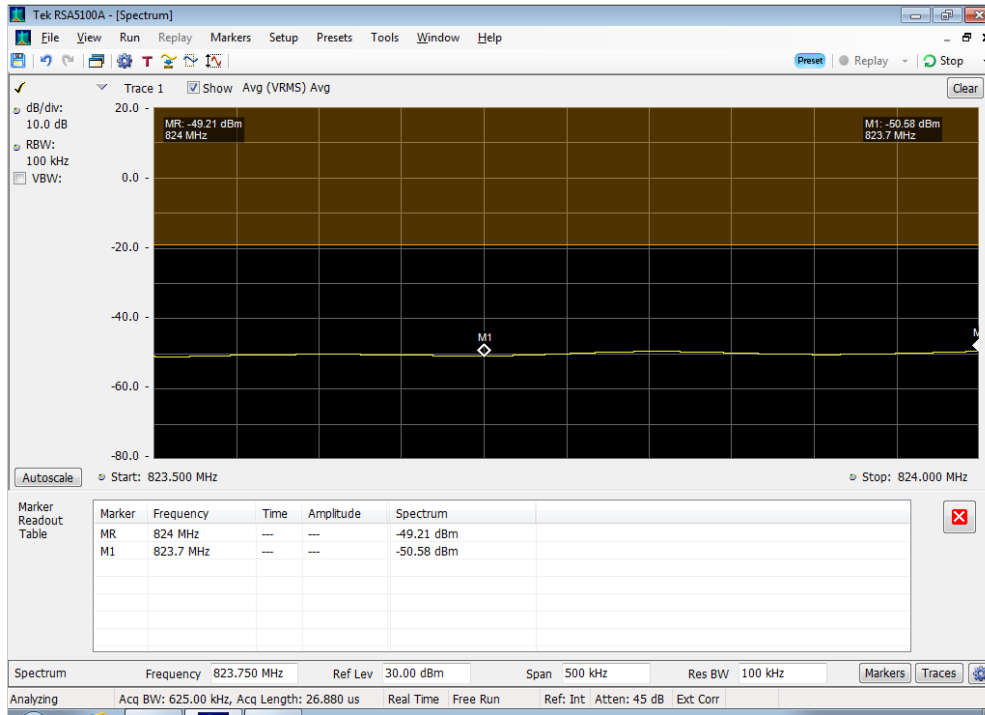 Tek RSA5100A - [Spectrum]
File View Run Replay Markers Setup Presets Tools Window Help
T Preset Replay Stop
Trace 1 Show Avg (VRMS) Avg Clear
dB/div:
10.0 dB
RBW:
100 kHz
VBW:
20.0 -
0.0 -
-20.0 -
-40.0 -
-60.0 -
-80.0 -
MR: -49.21 dBm
824 MHz
M1: -50.58 dBm
823.7 MHz
M1
Autoscale Start: 823.500 MHz Stop: 824.000 MHz
Marker
Readout
Table
Marker Frequency Time Amplitude Spectrum
MR 824 MHz --- --- -49.21 dBm
M1 823.7 MHz --- --- -50.58 dBm
Spectrum Frequency 823.750 MHz Ref Lev 30.00 dBm Span 500 kHz Res BW 100 kHz Markers Traces
Analyzing Acq BW: 625.00 kHz, Acq Length: 26.880 us Real Time Free Run Ref: Int Atten: 45 dB Ext Corr